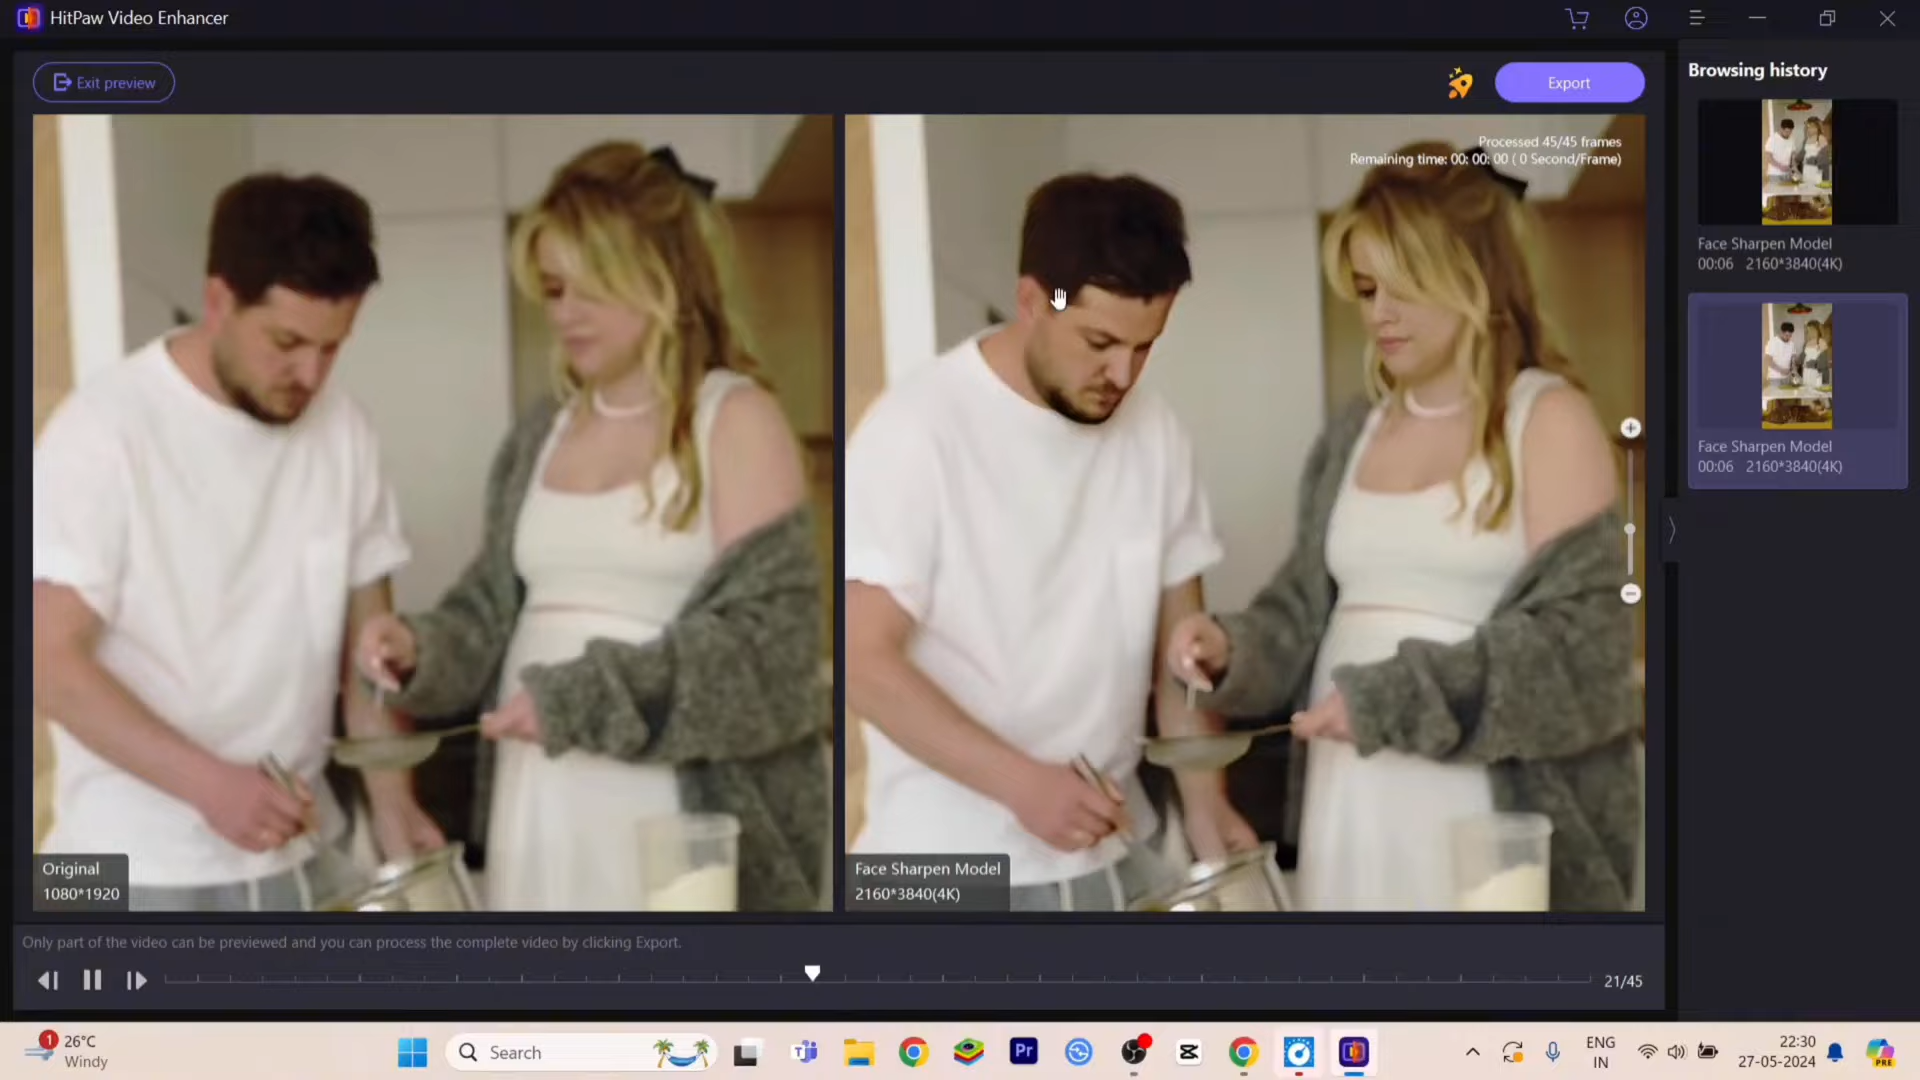 HitPaw Video Enhancer
Exit preview
Export
Browsing history
Processed 45/45 frames
Remaining time: 00: 00: 00 ( 0 Second/Frame)
Face Sharpen Model
00:06 2160*3840(4K)
Face Sharpen Model
00:06 2160*3840(4K)
Original
1080*1920
Face Sharpen Model
2160*3840(4K)
Only part of the video can be previewed and you can process the complete video by clicking Export.
21/45
1
26°C
Windy
Search
Pr
ENG
IN
22:30
27-05-2024
PRE